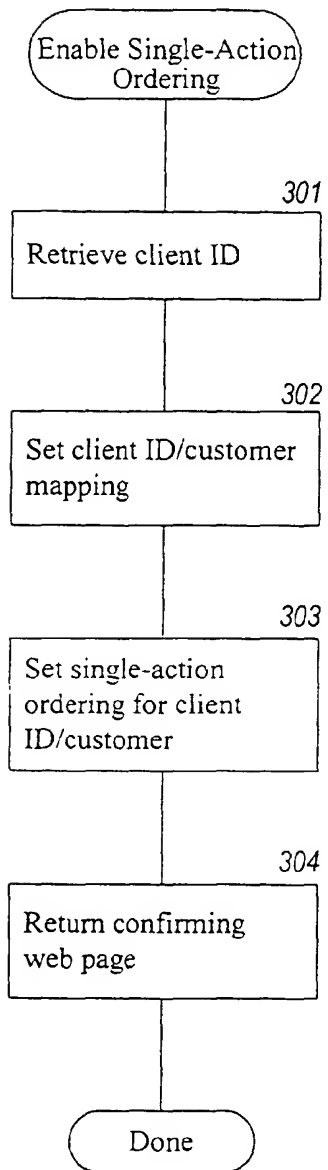 Enable Single-Action
Ordering
301
Retrieve client ID
302
Set client ID/customer
mapping
303
Set single-action
ordering for client
ID/customer
304
Return confirming
web page
Done